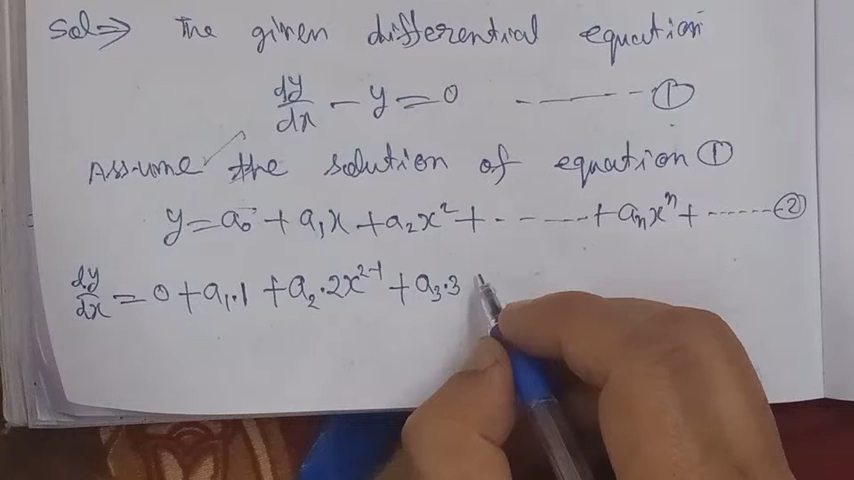 Sol⇒ The given differential equation
dy/dx - y = 0 ------- ①
Assume the solution of equation ①
y = a₀ + a₁x + a₂x² + ------- + aₙxⁿ + ------②
dy/dx = 0 + a₁.1 + a₂.2x²⁻¹ + a₃.3